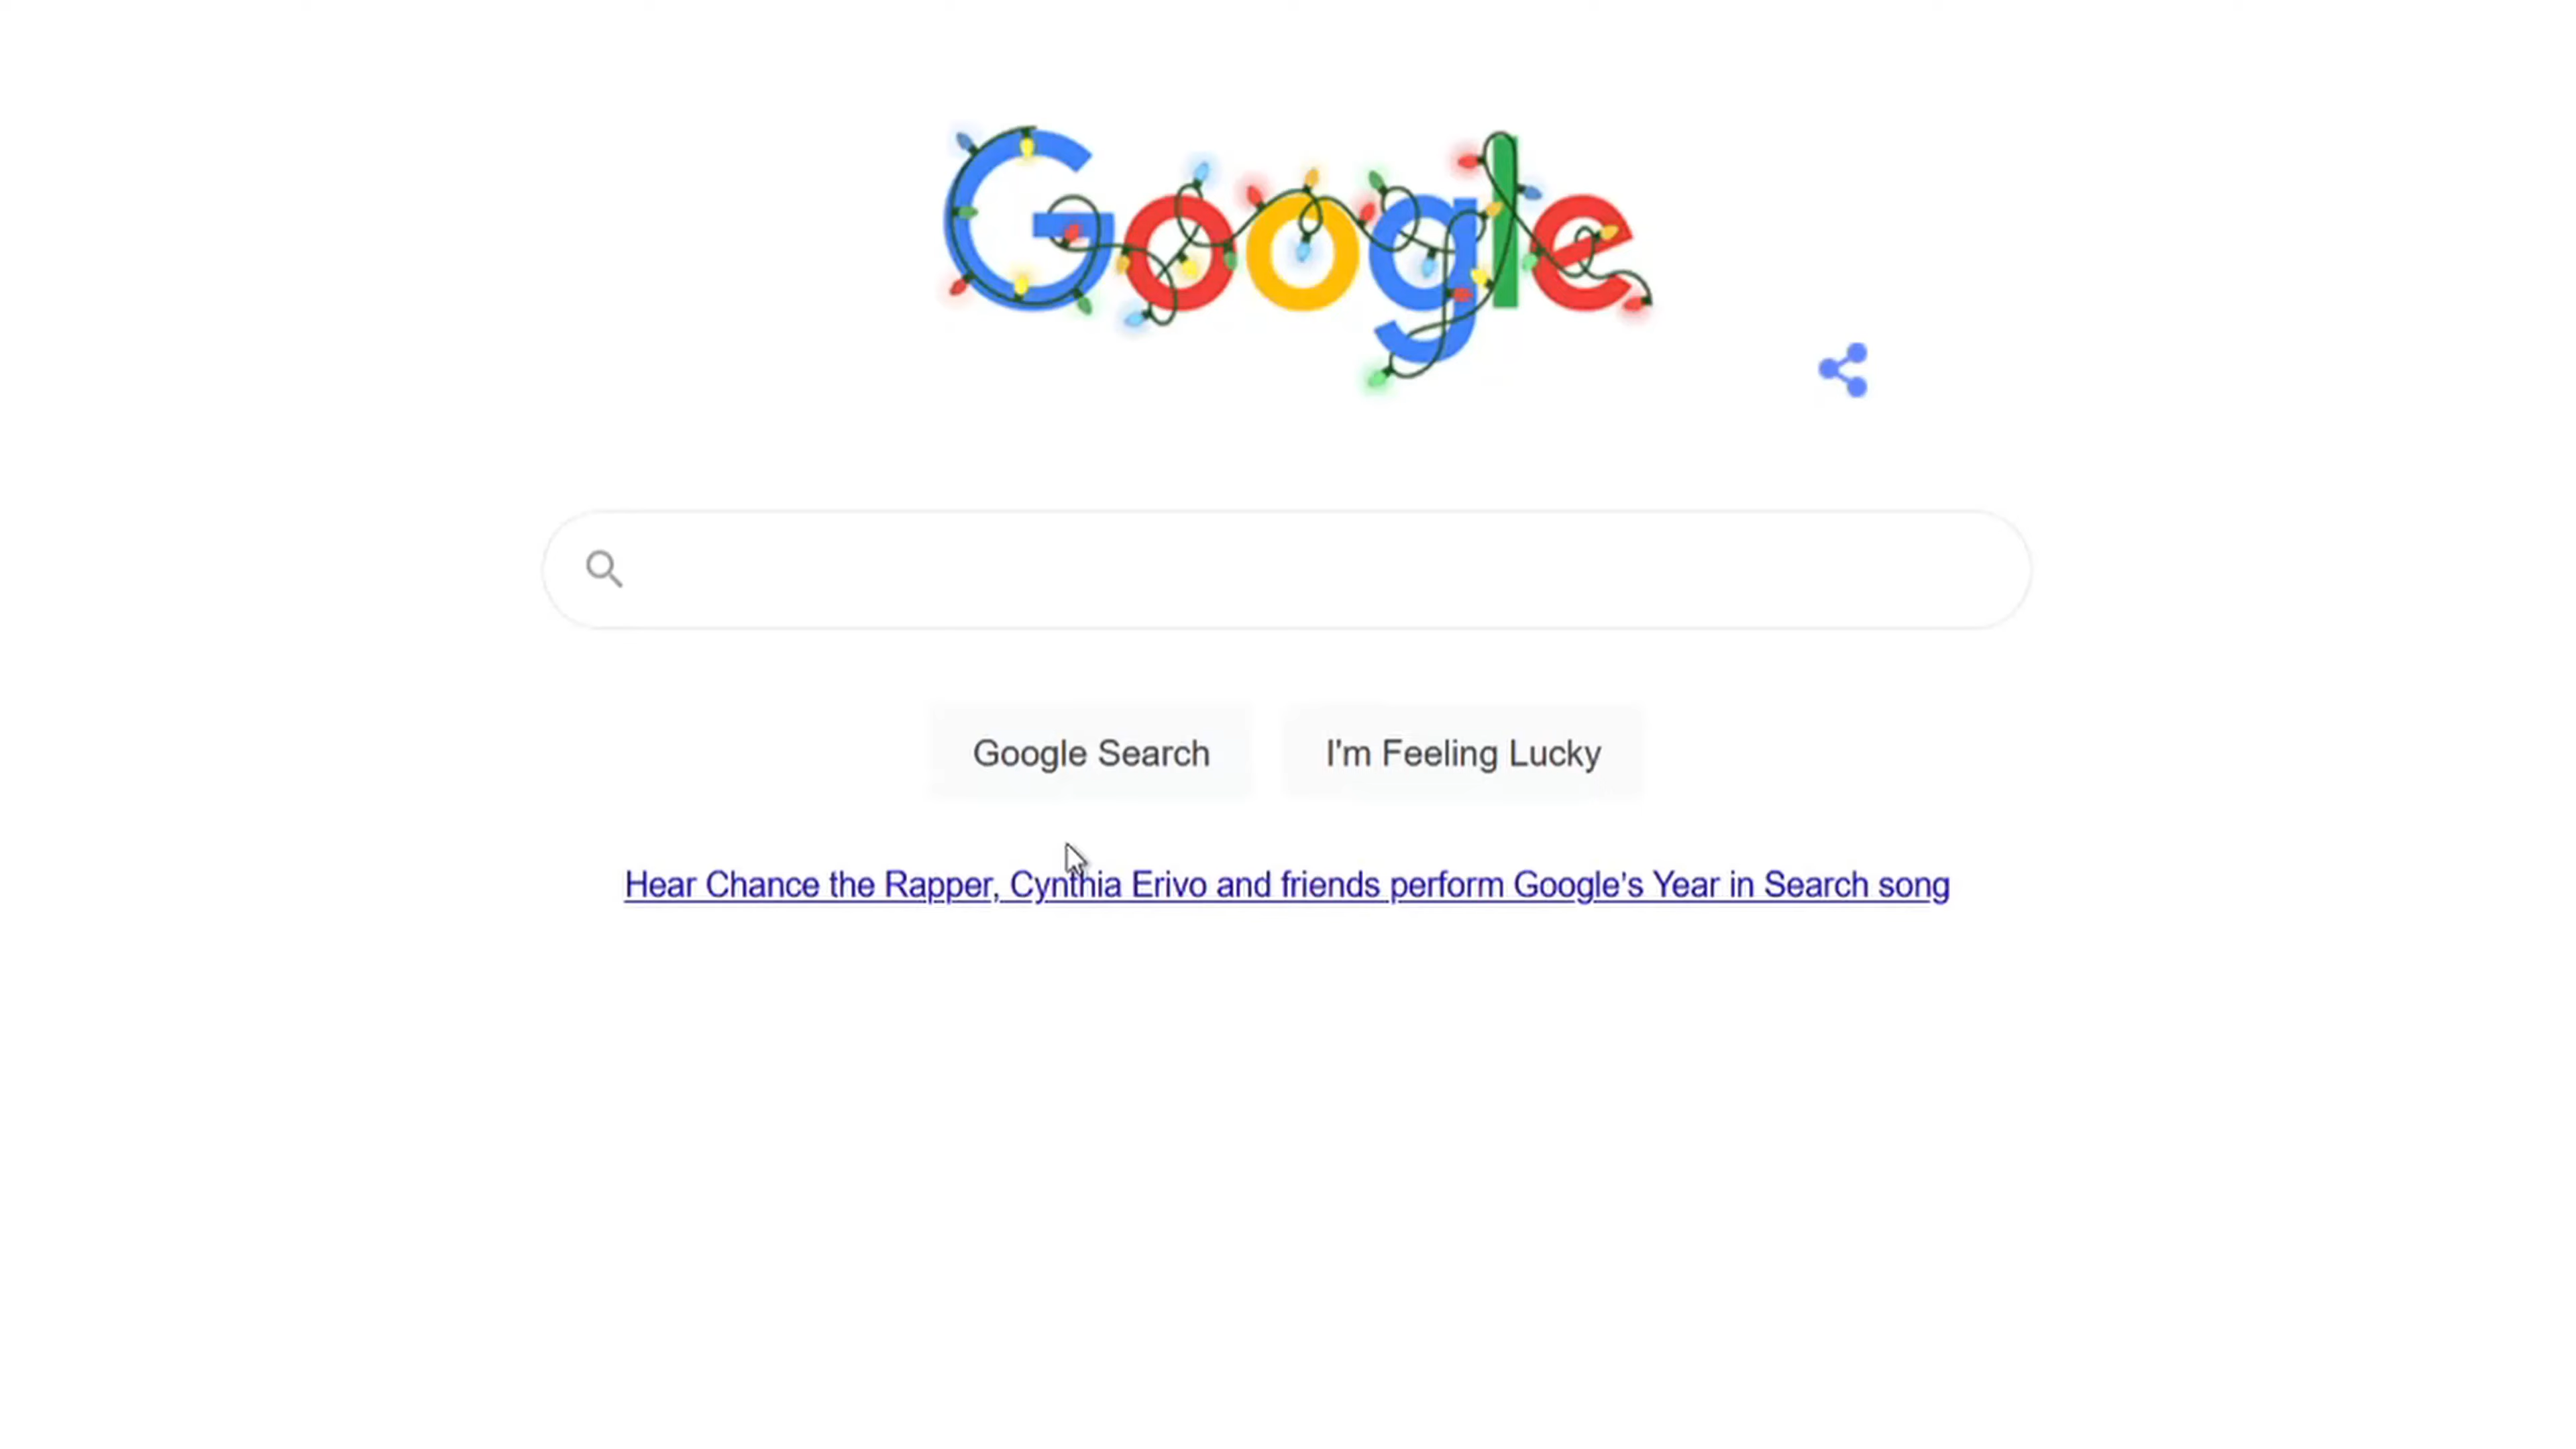 Google
Google Search
I'm Feeling Lucky
Hear Chance the Rapper, Cynthia Erivo and friends perform Google's Year in Search song